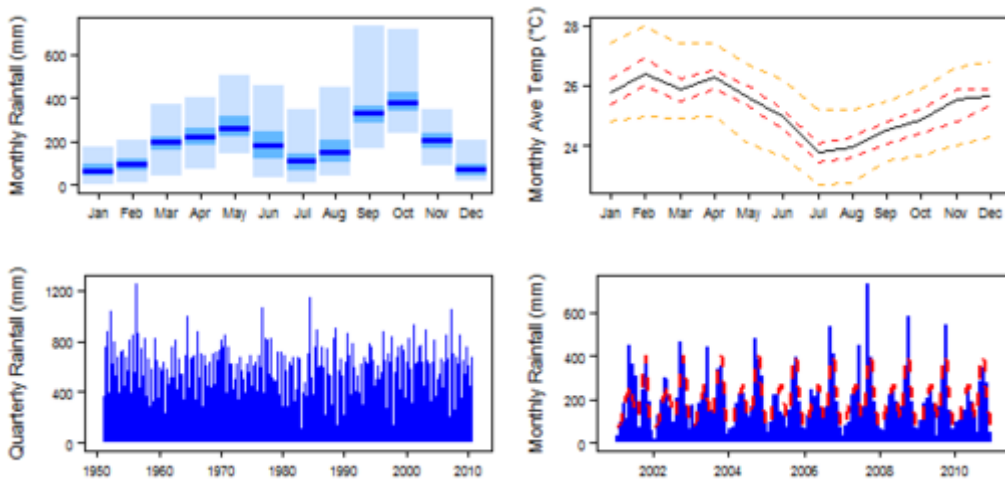 Monthly Rainfall (mm)
600
400
200
0
Jan Feb Mar Apr May Jun Jul Aug Sep Oct Nov Dec
Monthly Ave Temp (°C)
28
26
24
Jan Feb Mar Apr May Jun Jul Aug Sep Oct Nov Dec
Quarterly Rainfall (mm)
1200
800
400
0
1950 1960 1970 1980 1990 2000 2010
Monthly Rainfall (mm)
600
400
200
0
2002 2004 2006 2008 2010